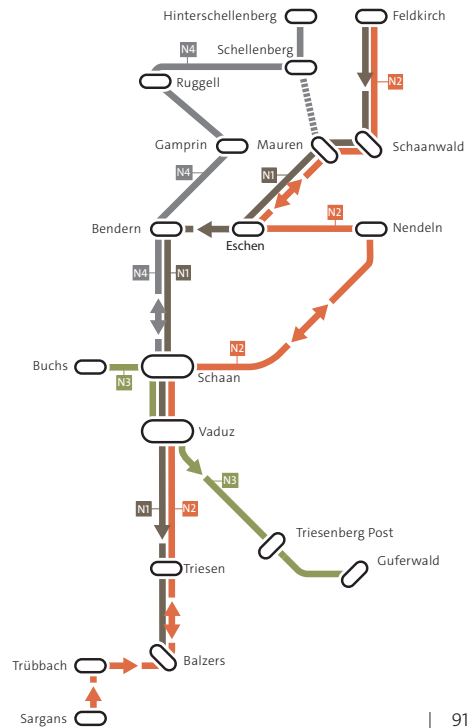 Hinterschellenberg
Feldkirch
N4
Schellenberg
Ruggell
N2
Gamprin
Mauren
Schaanwald
N4
N1
N2
Bendern
Nendeln
Eschen
N4
N1
N2
Buchs
N3
Schaan
Vaduz
N3
N1
N2
Triesenberg Post
Triesen
Guferwald
Balzers
Trübbach
Sargans
| 91